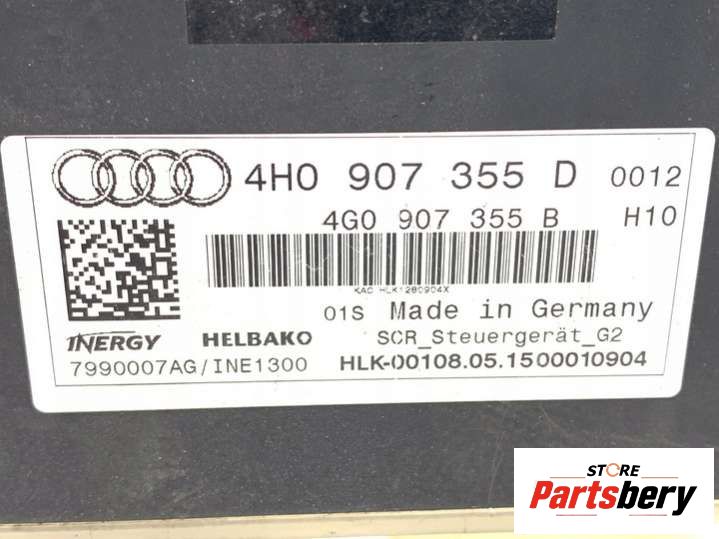 4H0 907 355 D 0012
4G0 907 355 B H10
01S Made in Germany
INERGY HELBAKO SCR_Steuergerät_G2
7990007AG/INE1300 HLK-00108.05.1500010904
STORE
Partsbery